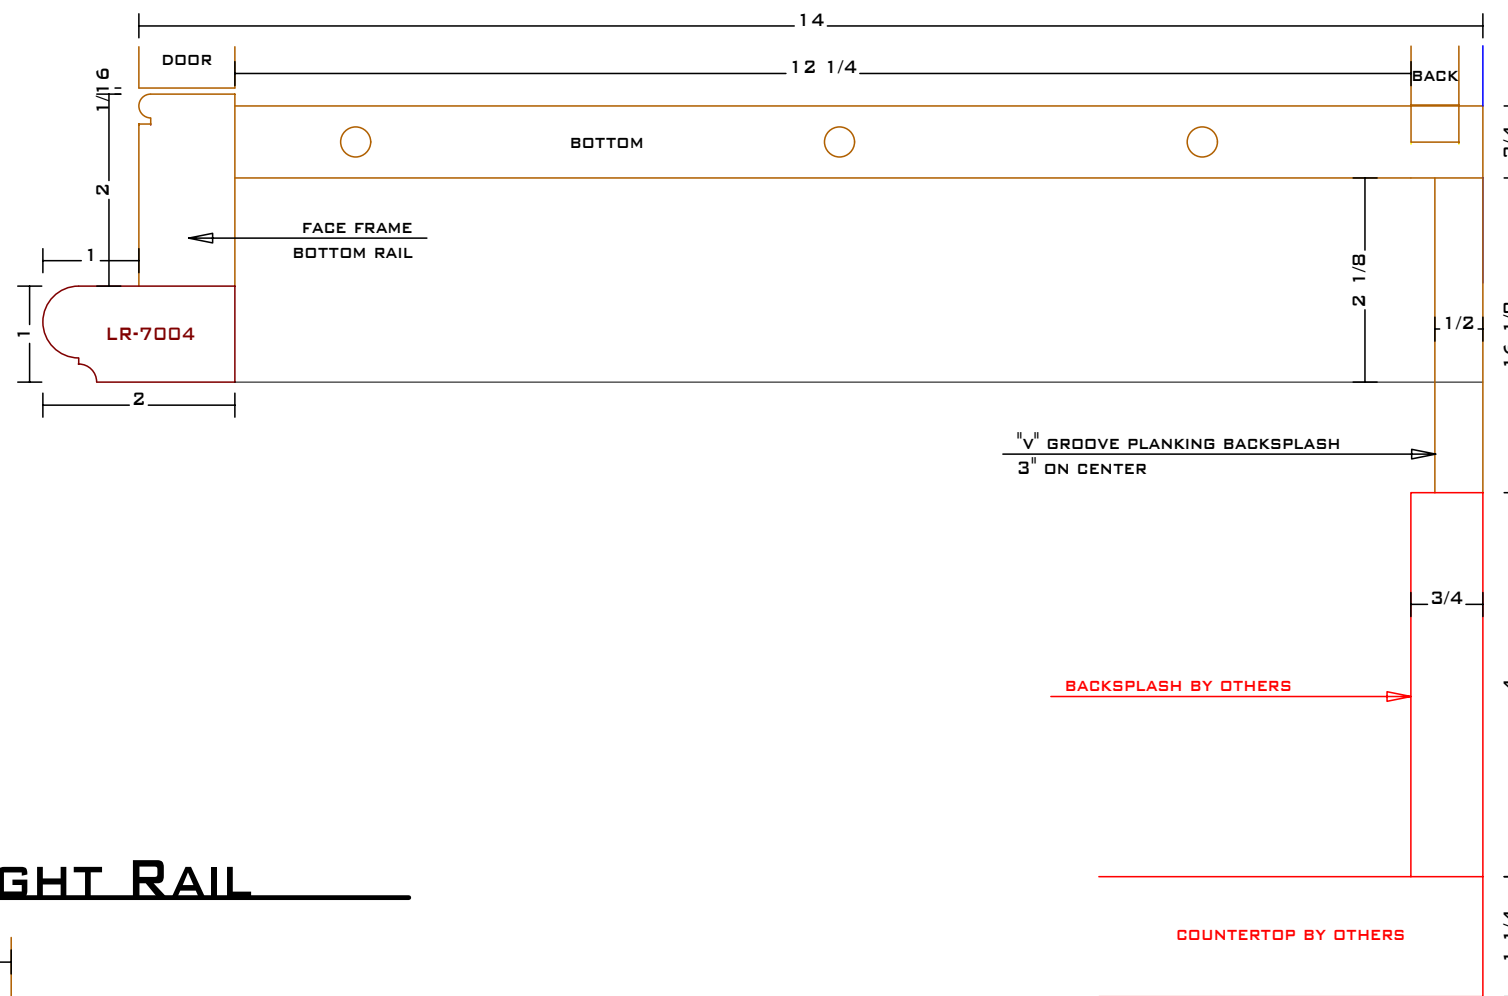 14
DOOR
12 1/4
BACK
1/16
BOTTOM
2
FACE FRAME
BOTTOM RAIL
1
2 1/8
1
LR-7004
1/2
2
"V" GROOVE PLANKING BACKSPLASH
3" ON CENTER
3/4
BACKSPLASH BY OTHERS
GHT RAIL
COUNTERTOP BY OTHERS